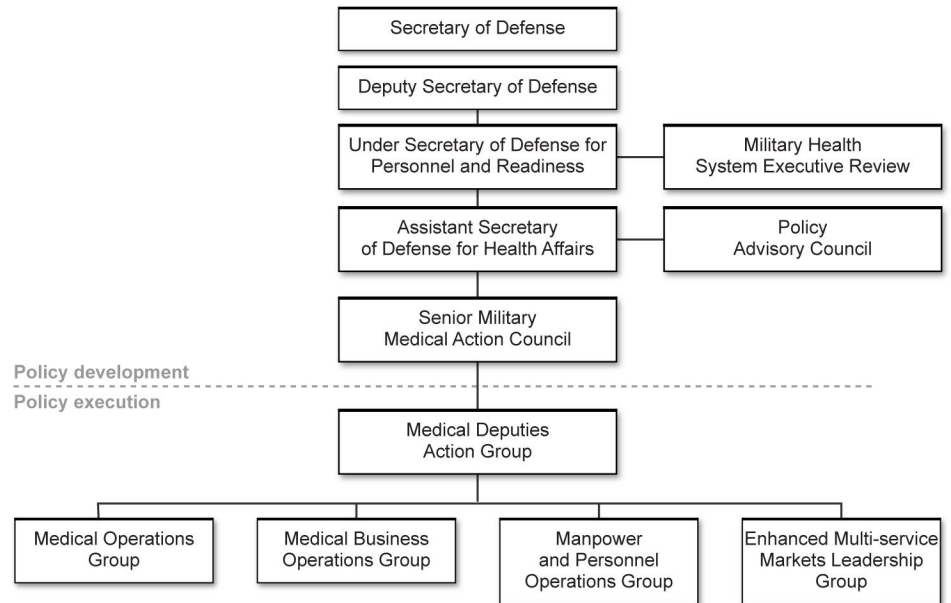 Secretary of Defense
Deputy Secretary of Defense
Under Secretary of Defense for
Personnel and Readiness
Military Health
System Executive Review
Assistant Secretary
of Defense for Health Affairs
Policy
Advisory Council
Senior Military
Medical Action Council
Policy development
Policy execution
Medical Deputies
Action Group
Medical Operations
Group
Medical Business
Operations Group
Manpower
and Personnel
Operations Group
Enhanced Multi-service
Markets Leadership
Group